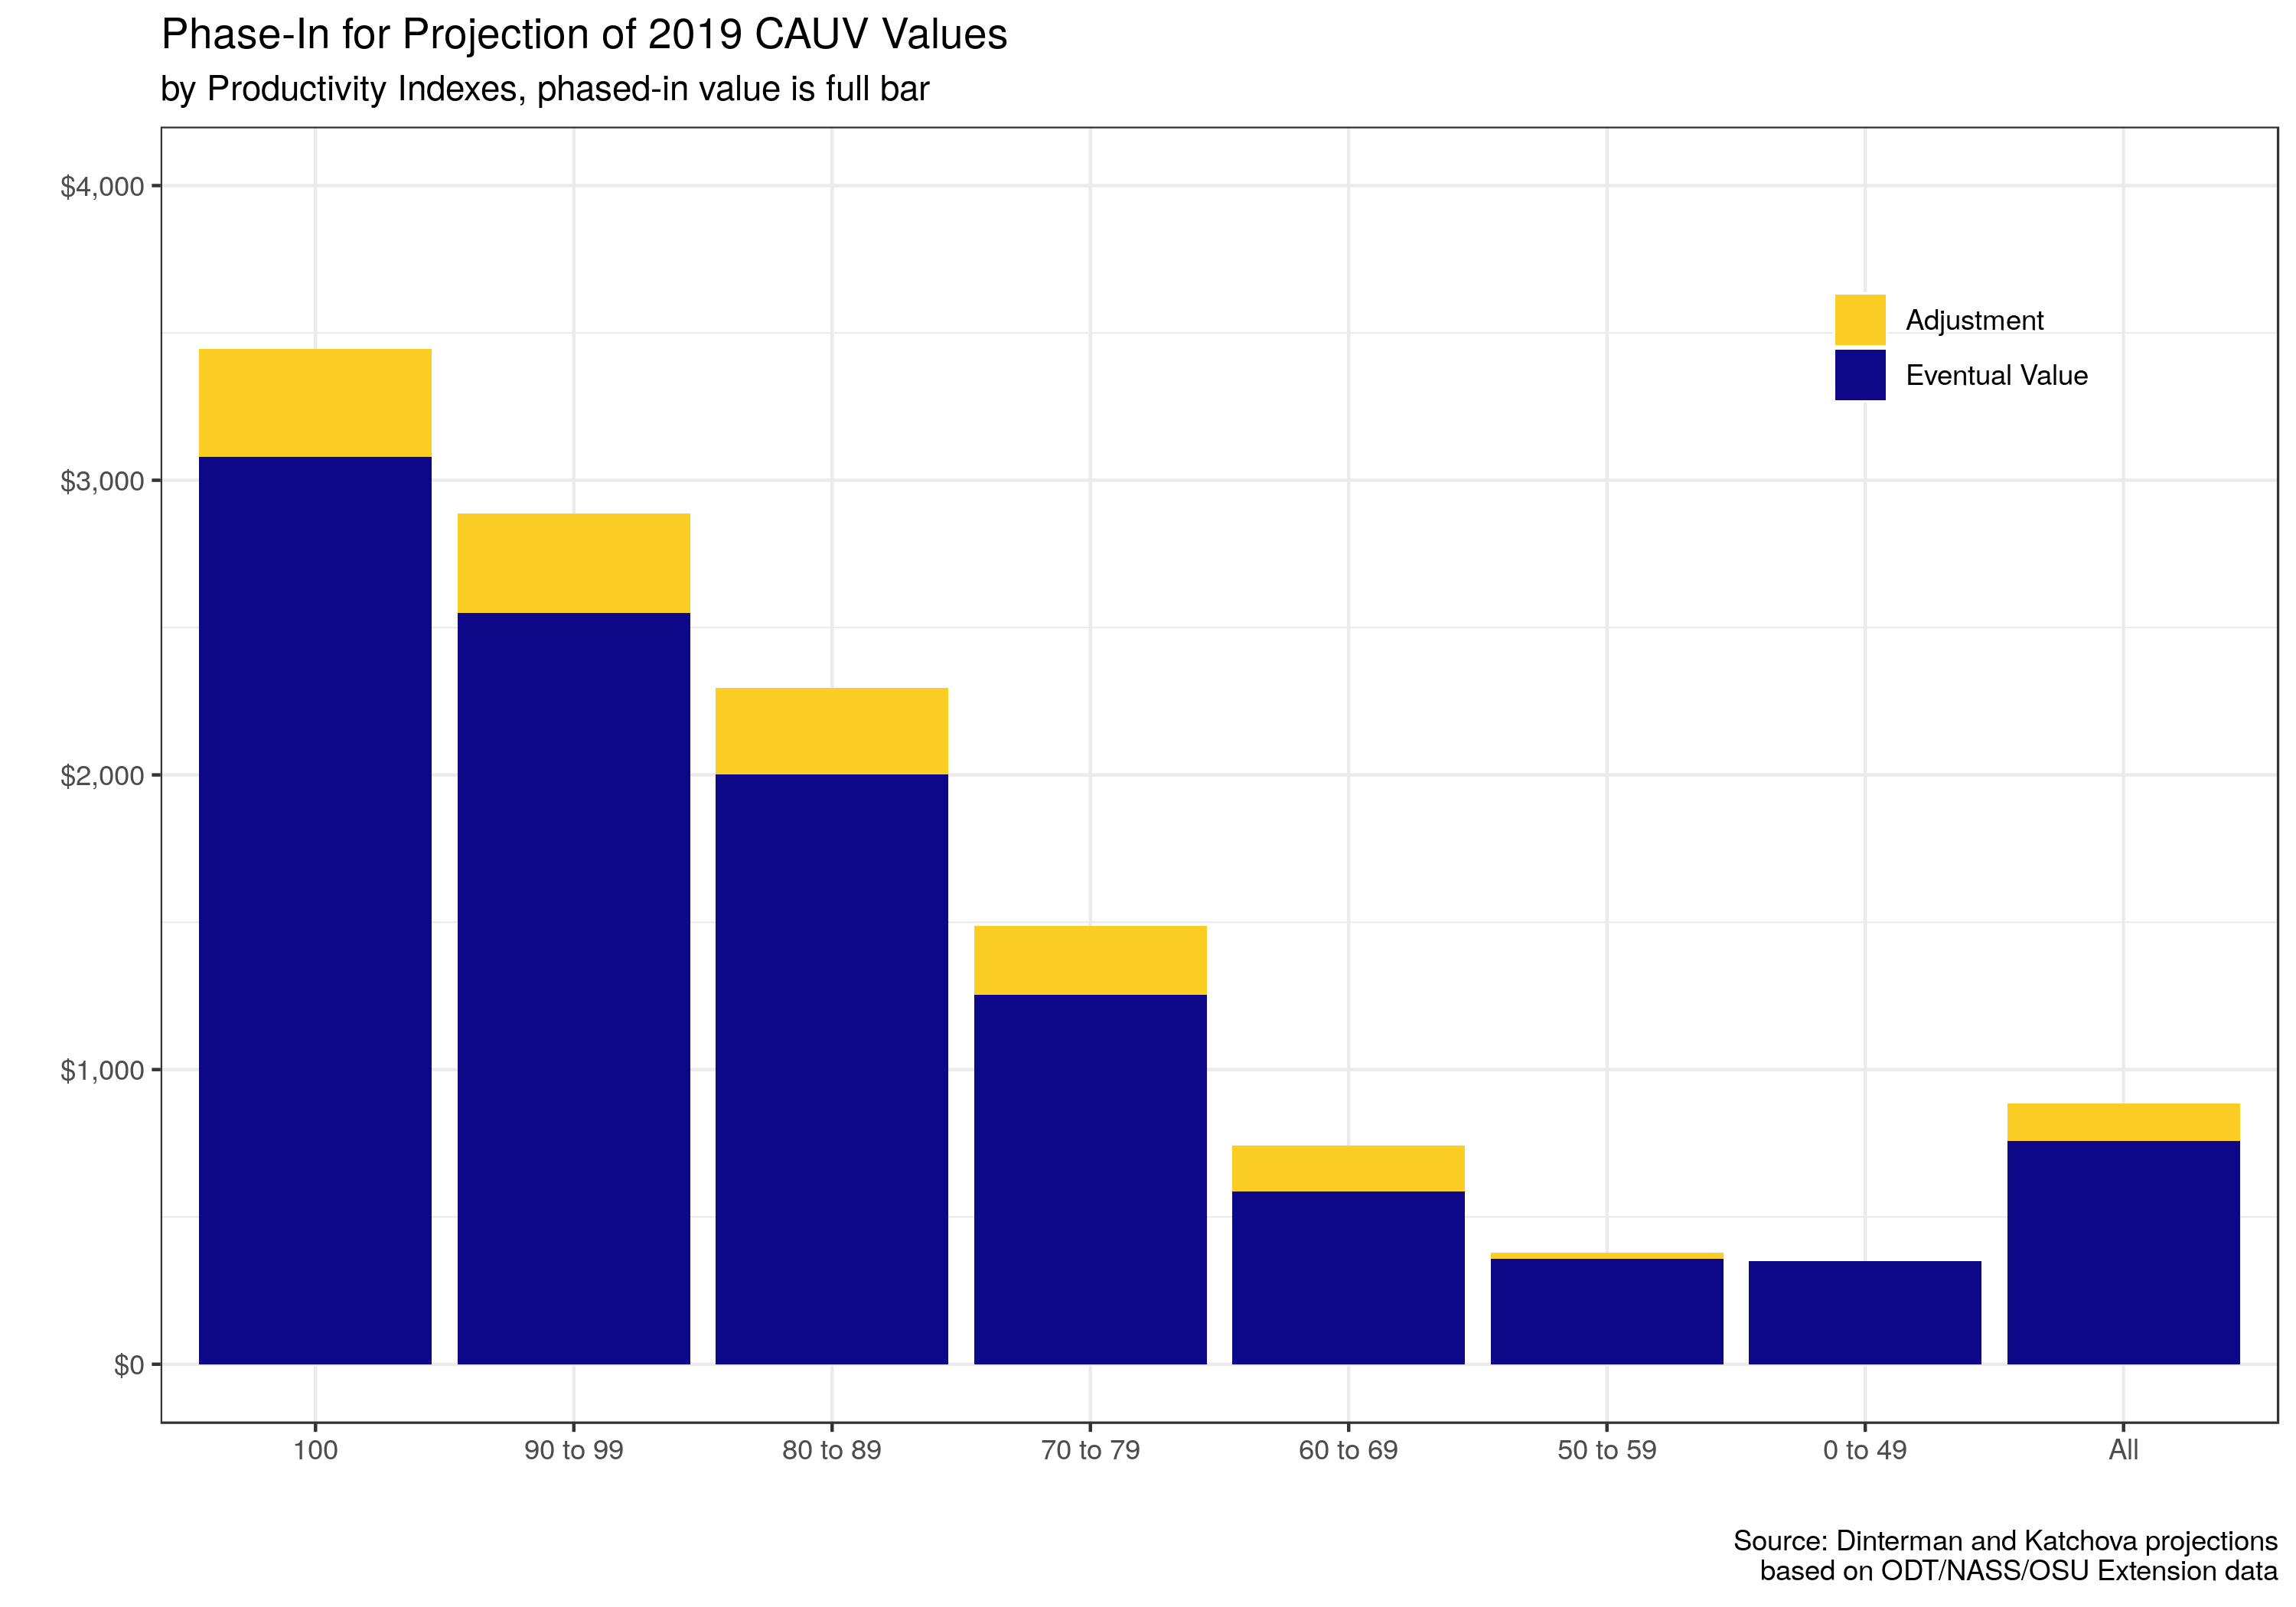 Phase-In for Projection of 2019 CAUV Values
by Productivity Indexes, phased-in value is full bar
$4,000
$3,000
$2,000
$1,000
$0
Adjustment
Eventual Value
100
90 to 99
80 to 89
70 to 79
60 to 69
50 to 59
0 to 49
All
Source: Dinterman and Katchova projections
based on ODT/NASS/OSU Extension data